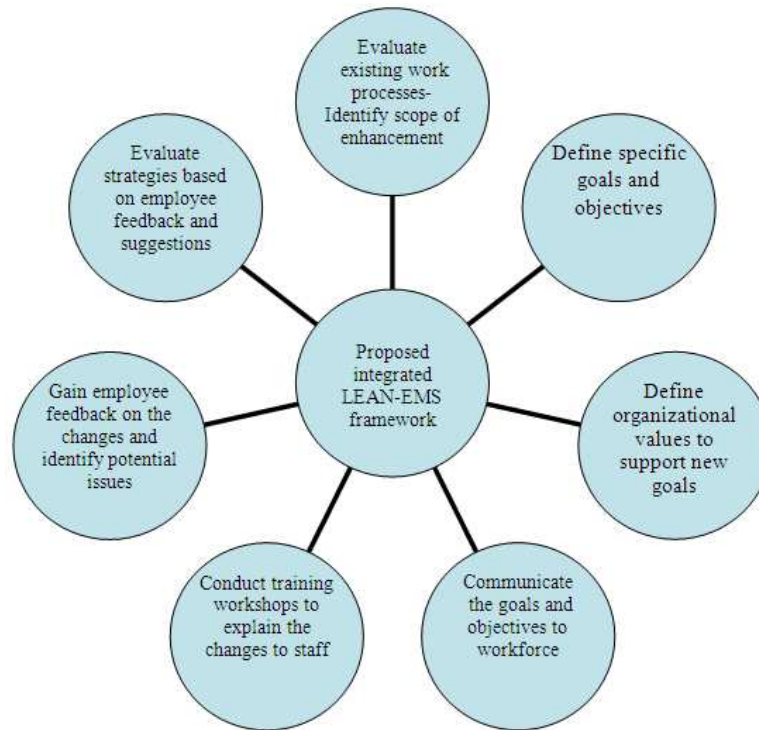 Evaluate
existing work
processes-
Identify scope of
enhancement
Define specific
goals and
objectives
Define
organizational
values to
support new
goals
Communicate
the goals and
objectives to
workforce
Conduct training
workshops to
explain the
changes to staff
Gain employee
feedback on the
changes and
identify potential
issues
Evaluate
strategies based
on employee
feedback and
suggestions
Proposed
integrated
LEAN-EMS
framework